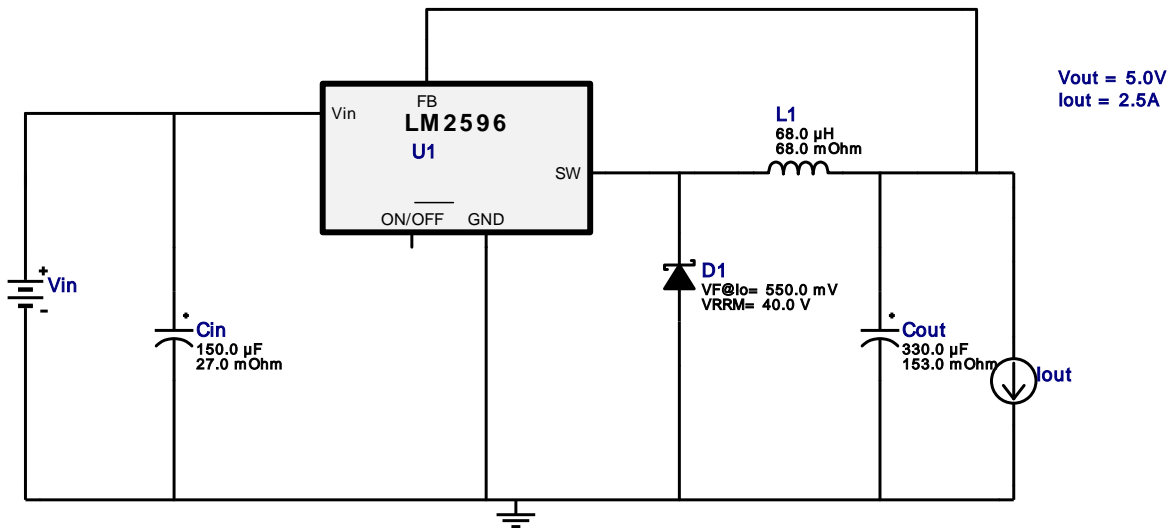 Vout = 5.0V
Iout = 2.5A
FB
Vin
LM2596
U1
SW
ON/OFF
GND
L1
68.0 µH
68.0 mOhm
+
Vin
-
+
Cin
150.0 µF
27.0 mOhm
D1
VF@Io= 550.0 mV
VRRM= 40.0 V
+
Cout
330.0 µF
153.0 mOhm
Iout